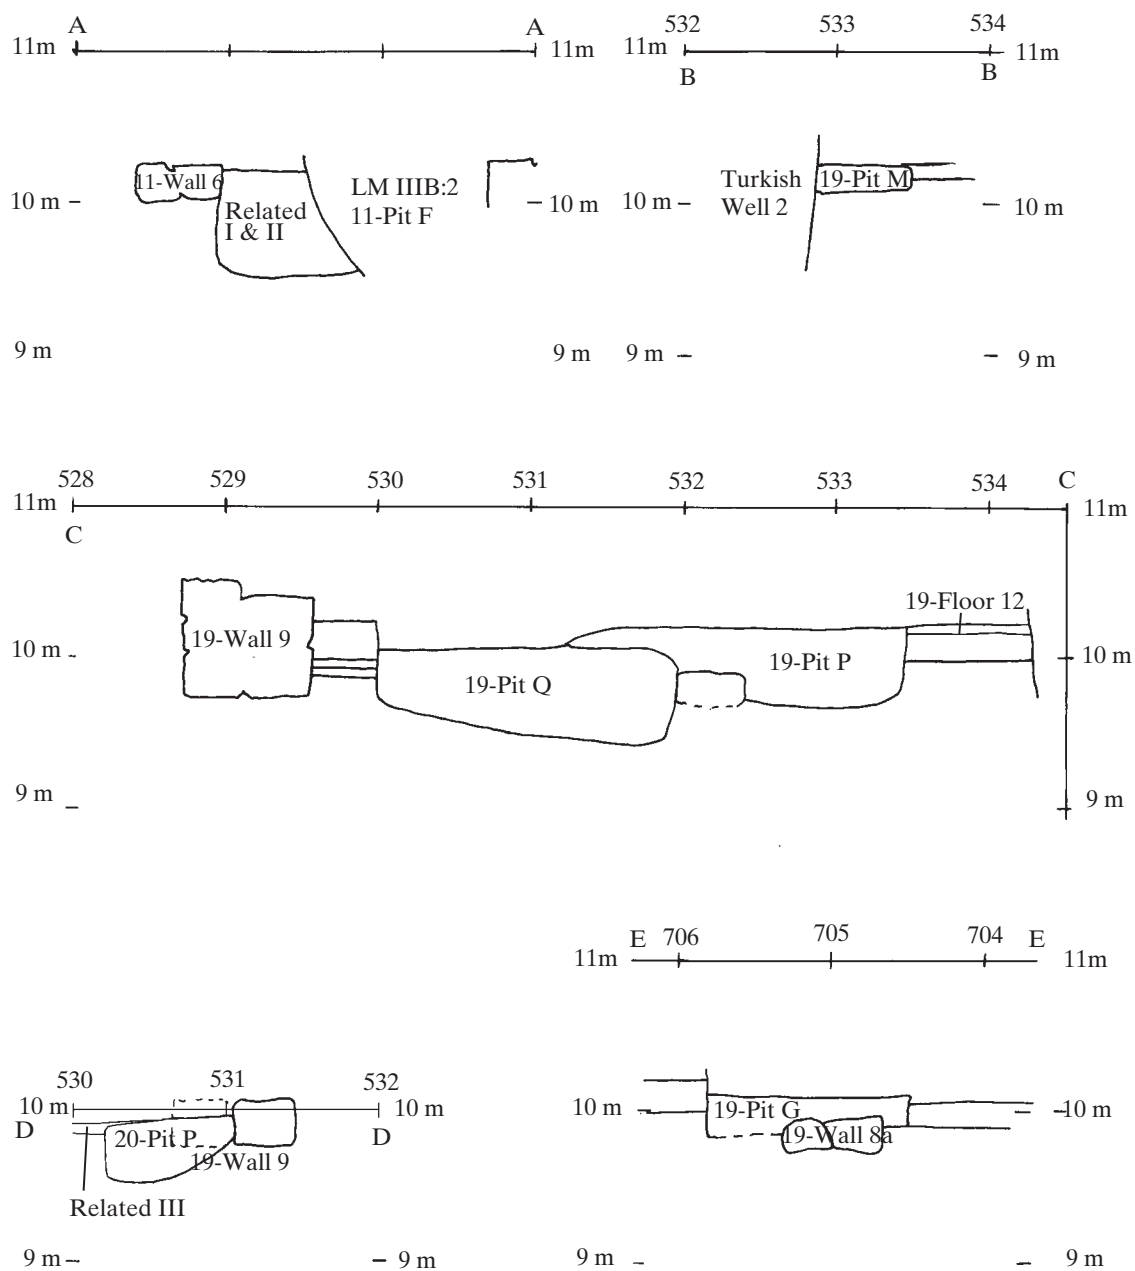 A
A
11m
11m
11-Wall 6
Related
I & II
LM IIIB:2
11-Pit F
10 m
10 m
9 m
9 m
532
533
534
11m
11m
B
B
Turkish
Well 2
19-Pit M
10 m
10 m
9 m
9 m
528
529
530
531
532
533
534
C
11m
11m
C
19-Floor 12
19-Wall 9
19-Pit Q
19-Pit P
10 m
10 m
9 m
9 m
530
531
532
10 m
10 m
D
D
20-Pit P
19-Wall 9
Related III
9 m
9 m
E
706
705
704
E
11m
11m
10 m
10 m
19-Pit G
19-Wall 8a
9 m
9 m